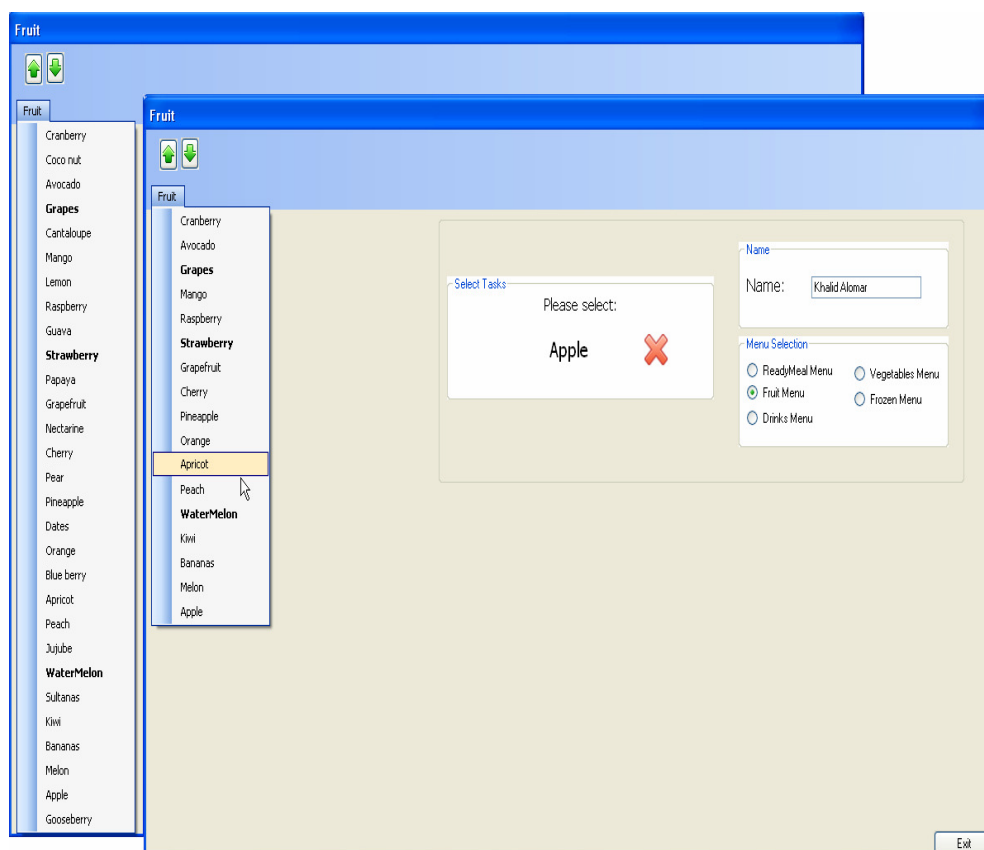 Fruit
Fruit
Cranberry
Coco nut
Avocado
Grapes
Cantaloupe
Mango
Lemon
Raspberry
Guava
Strawberry
Papaya
Grapefruit
Nectarine
Cherry
Pear
Pineapple
Dates
Orange
Blue berry
Apricot
Peach
Jujube
WaterMelon
Sultanas
Kiwi
Bananas
Melon
Apple
Gooseberry
Fruit
Fruit
Cranberry
Avocado
Grapes
Mango
Raspberry
Strawberry
Grapefruit
Cherry
Pineapple
Orange
Apricot
Peach
WaterMelon
Kiwi
Bananas
Melon
Apple
Select Tasks
Please select:
Apple
Name
Name: Khalid Alomar
Menu Selection
ReadyMeal Menu
Fruit Menu
Drinks Menu
Vegetables Menu
Frozen Menu
Exit